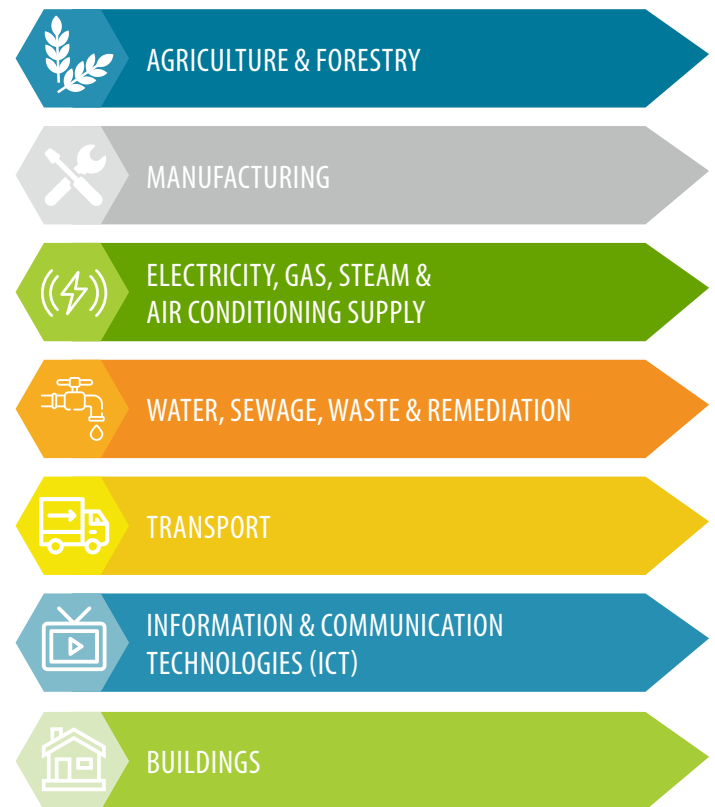 AGRICULTURE & FORESTRY
MANUFACTURING
ELECTRICITY, GAS, STEAM &
AIR CONDITIONING SUPPLY
WATER, SEWAGE, WASTE & REMEDIATION
TRANSPORT
INFORMATION & COMMUNICATION
TECHNOLOGIES (ICT)
BUILDINGS